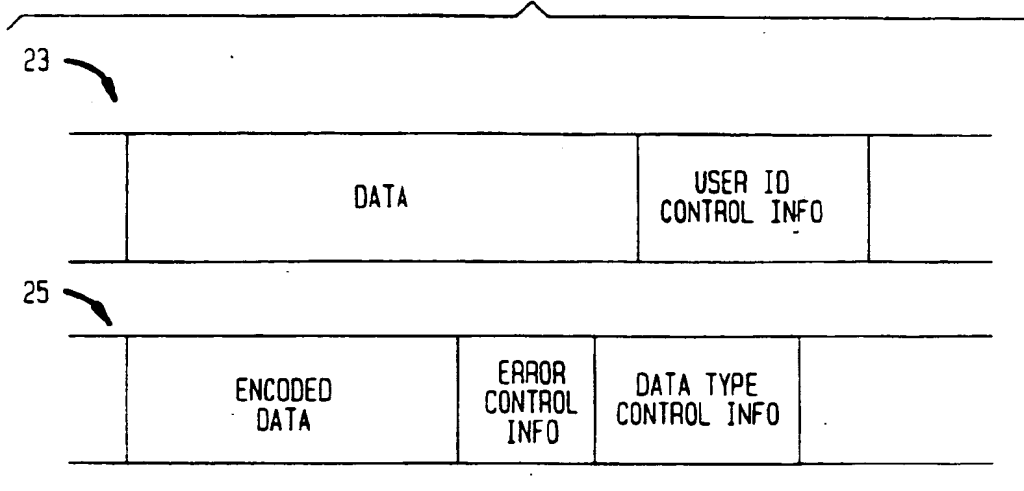 23
DATA
USER ID
CONTROL INFO
25
ENCODED
DATA
ERROR
CONTROL
INFO
DATA TYPE
CONTROL INFO